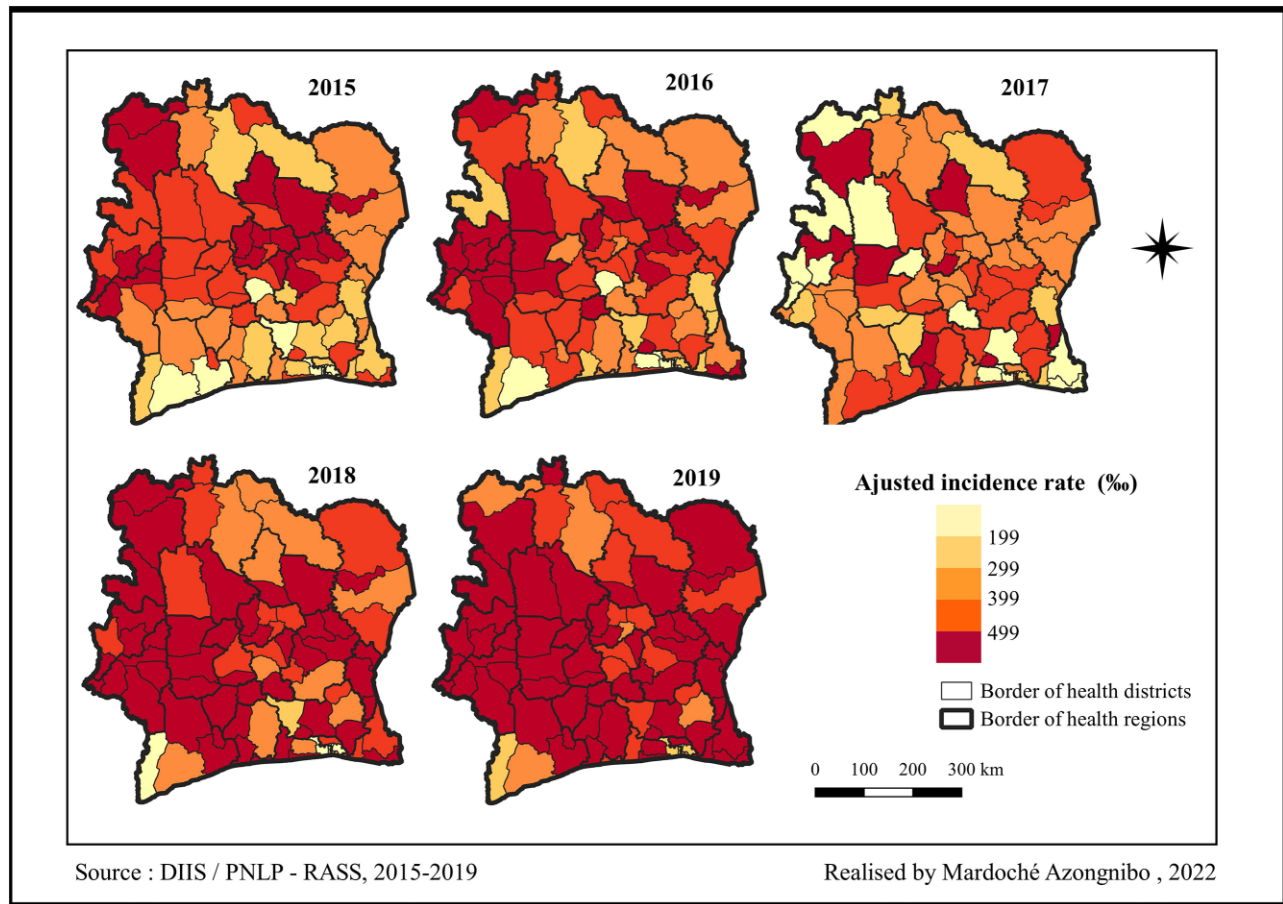 2015
2016
2017
2018
2019
Ajusted incidence rate (‰)
199
299
399
499
Border of health districts
Border of health regions
0 100 200 300 km
Source : DIIS / PNLP - RASS, 2015-2019
Realised by Mardoché Azongnibo , 2022